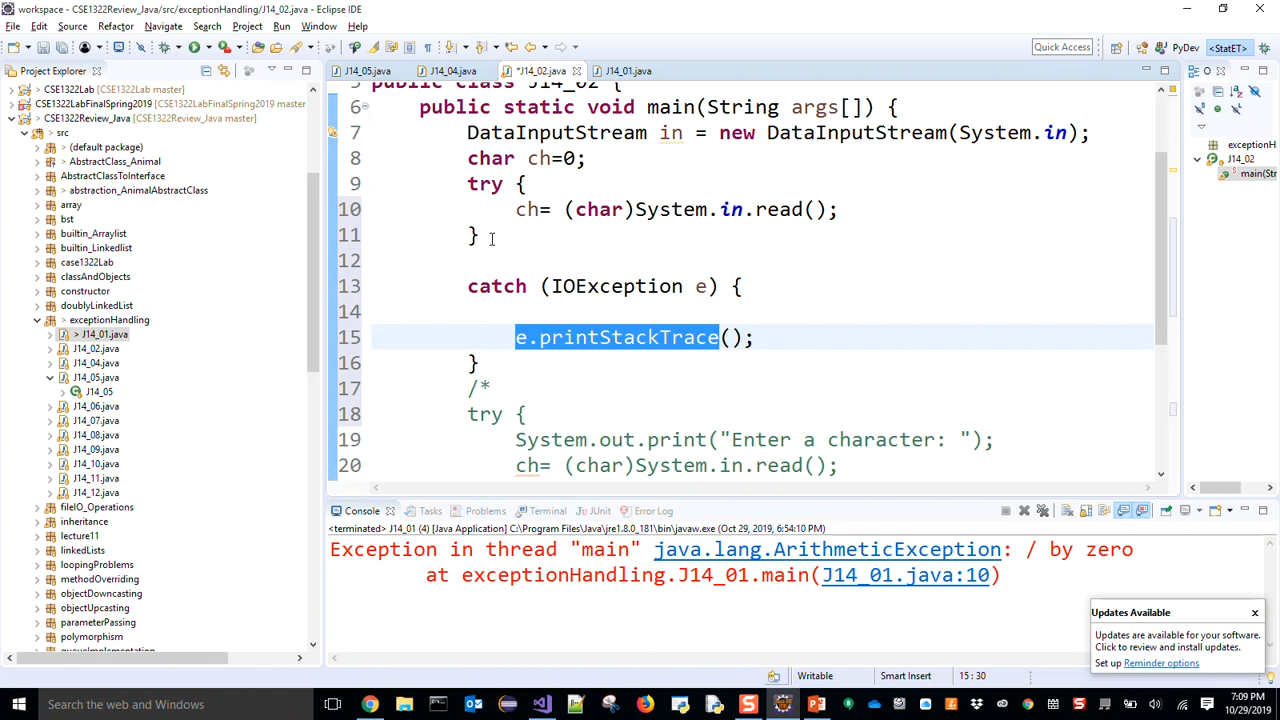 workspace - CSE1322Review_Java/src/exceptionHandling/J14_02.java - Eclipse IDE
File Edit Source Refactor Navigate Search Project Run Window Help
Quick Access
PyDev
<StatET>
Project Explorer
J14_05.java
J14_04.java
*J14_02.java
J14_01.java
CSE1322Lab [CSE1322Lab master]
CSE1322LabFinalSpring2019 [CSE1322LabFinalSpring2019 master]
CSE1322Review_Java [CSE1322Review_Java master]
src
(default package)
AbstractClass_Animal
AbstractClassToInterface
abstraction_AnimalAbstractClass
array
bst
builtin_Arraylist
builtin_Linkedlist
case1322Lab
classAndObjects
constructor
doublyLinkedList
exceptionHandling
> J14_01.java
J14_02.java
J14_04.java
J14_05.java
J14_05
J14_06.java
J14_07.java
J14_08.java
J14_09.java
J14_10.java
J14_11.java
J14_12.java
fileIO_Operations
inheritance
lecture11
linkedLists
loopingProblems
methodOverriding
objectDowncasting
objectUpcasting
parameterPassing
polymorphism
5 public class J14_02 {
6 public static void main(String args[]) {
7 DataInputStream in = new DataInputStream(System.in);
8 char ch=0;
9 try {
10 ch= (char)System.in.read();
11 }
12
13 catch (IOException e) {
14
15 e.printStackTrace();
16 }
17 /*
18 try {
19 System.out.print("Enter a character: ");
20 ch= (char)System.in.read();
exceptionH
J14_02
main(Str
Console Tasks Problems Terminal JUnit Error Log
<terminated> J14_01 (4) [Java Application] C:\Program Files\Java\jre1.8.0_181\bin\javaw.exe (Oct 29, 2019, 6:54:10 PM)
Exception in thread "main" java.lang.ArithmeticException: / by zero
at exceptionHandling.J14_01.main(J14_01.java:10)
Updates Available
Updates are available for your software.
Click to review and install updates.
Set up Reminder options
Writable
Smart Insert
15 : 30
Search the web and Windows
7:09 PM
10/29/2019